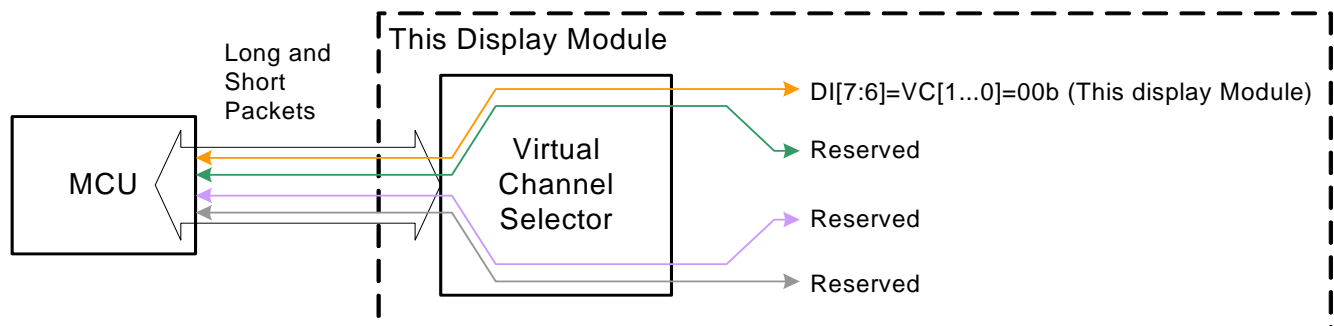 This Display Module
Long and
Short
Packets
MCU
Virtual
Channel
Selector
DI[7:6]=VC[1...0]=00b (This display Module)
Reserved
Reserved
Reserved